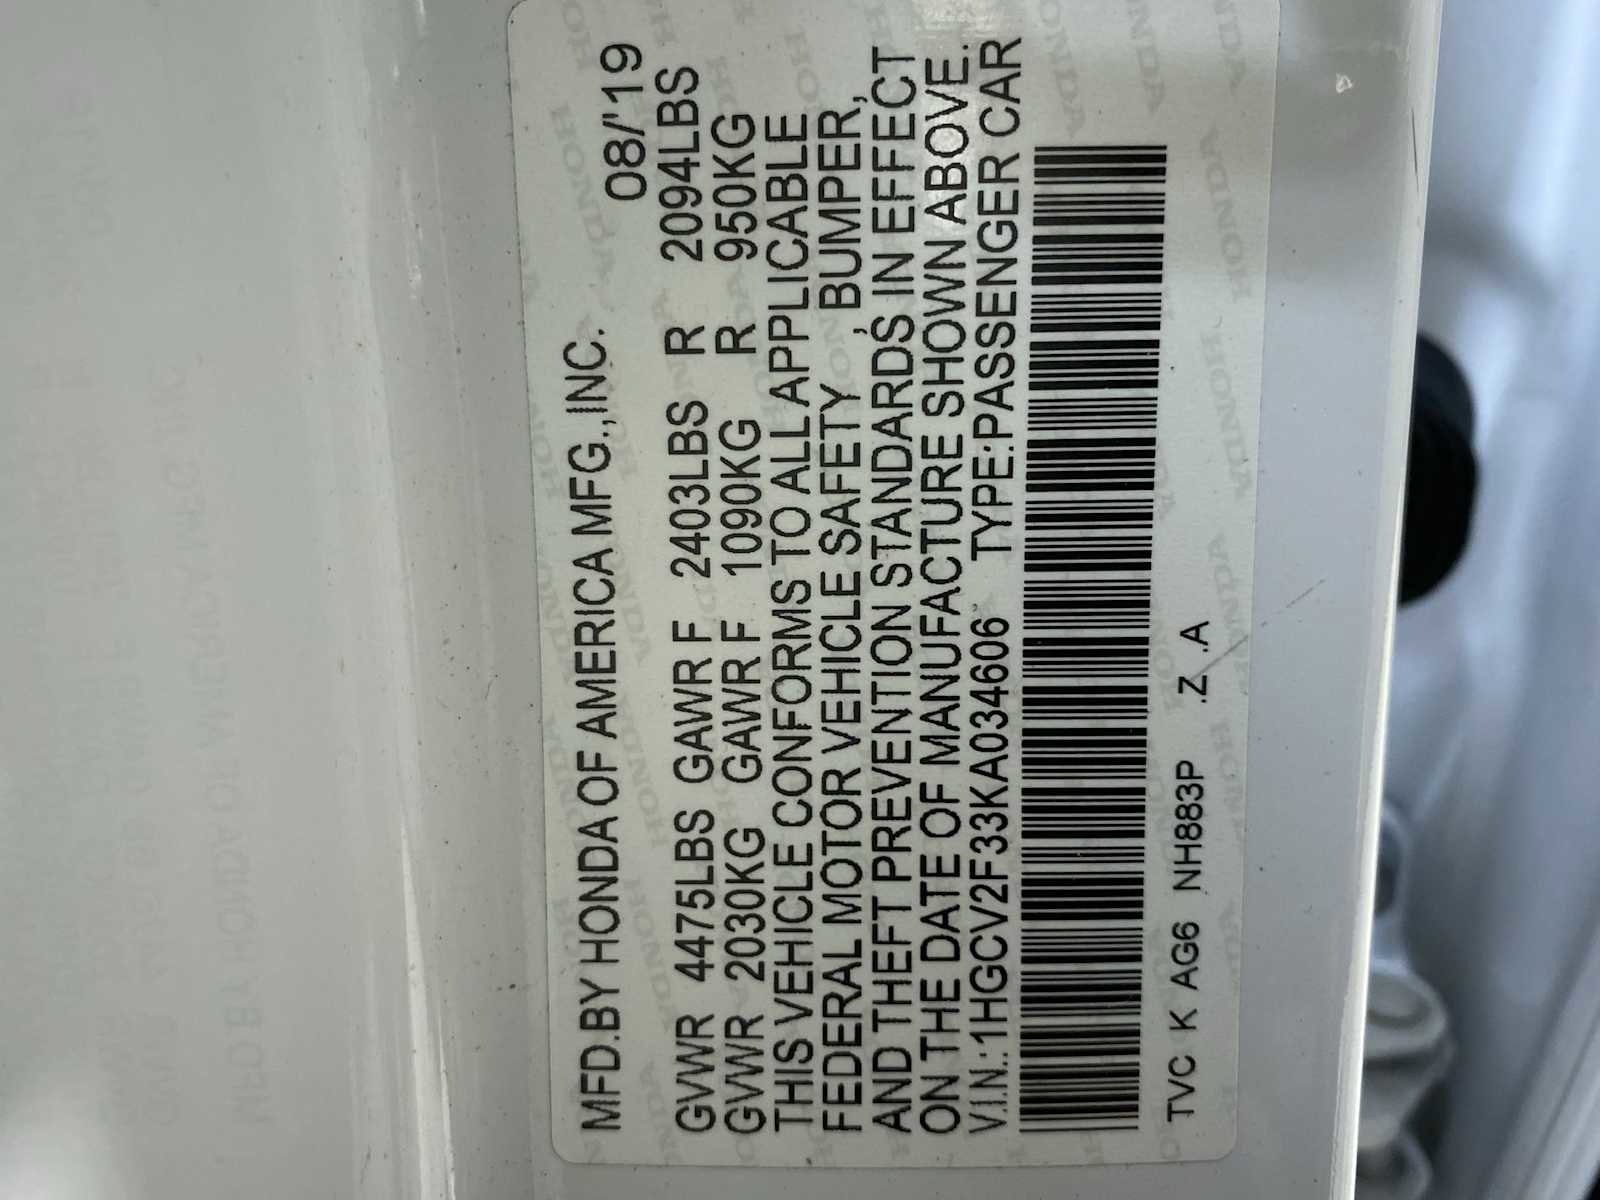 MFD.BY HONDA OF AMERICA MFG.,INC. 08/'19
GVWR 4475LBS GAWR F 2403LBS R 2094LBS
GVWR 2030KG GAWR F 1090KG R 950KG
THIS VEHICLE CONFORMS TO ALL APPLICABLE
FEDERAL MOTOR VEHICLE SAFETY, BUMPER,
AND THEFT PREVENTION STANDARDS IN EFFECT
ON THE DATE OF MANUFACTURE SHOWN ABOVE.
V.I.N.:1HGCV2F33KA034606 TYPE:PASSENGER CAR
TVC K AG6 NH883P .Z .A